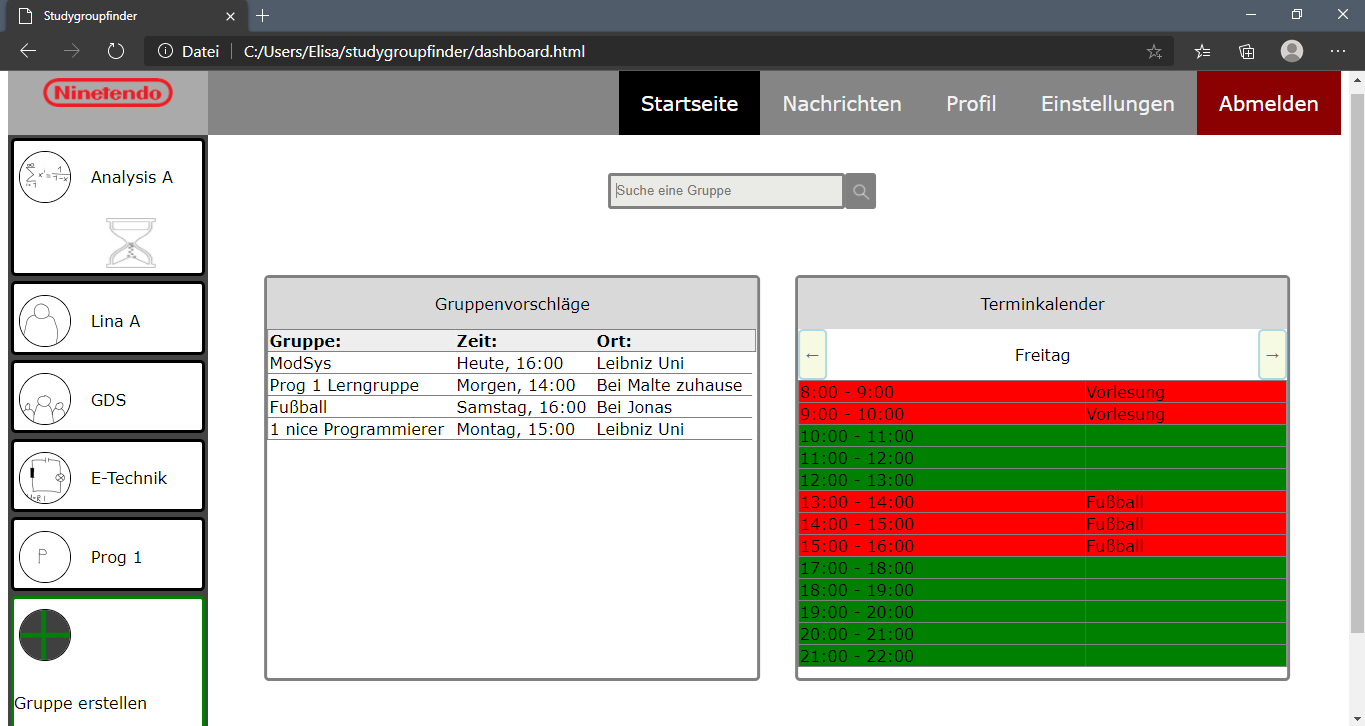 Studygroupfinder
Datei C:/Users/Elisa/studygroupfinder/dashboard.html
Ninetendo
Startseite Nachrichten Profil Einstellungen Abmelden
Analysis A
Lina A
GDS
E-Technik
P Prog 1
Gruppe erstellen
Suche eine Gruppe
Gruppenvorschläge
Gruppe: Zeit: Ort:
ModSys Heute, 16:00 Leibniz Uni
Prog 1 Lerngruppe Morgen, 14:00 Bei Malte zuhause
Fußball Samstag, 16:00 Bei Jonas
1 nice Programmierer Montag, 15:00 Leibniz Uni
Terminkalender
← Freitag →
8:00 - 9:00 Vorlesung
9:00 - 10:00 Vorlesung
10:00 - 11:00
11:00 - 12:00
12:00 - 13:00
13:00 - 14:00 Fußball
14:00 - 15:00 Fußball
15:00 - 16:00 Fußball
17:00 - 18:00
18:00 - 19:00
19:00 - 20:00
20:00 - 21:00
21:00 - 22:00